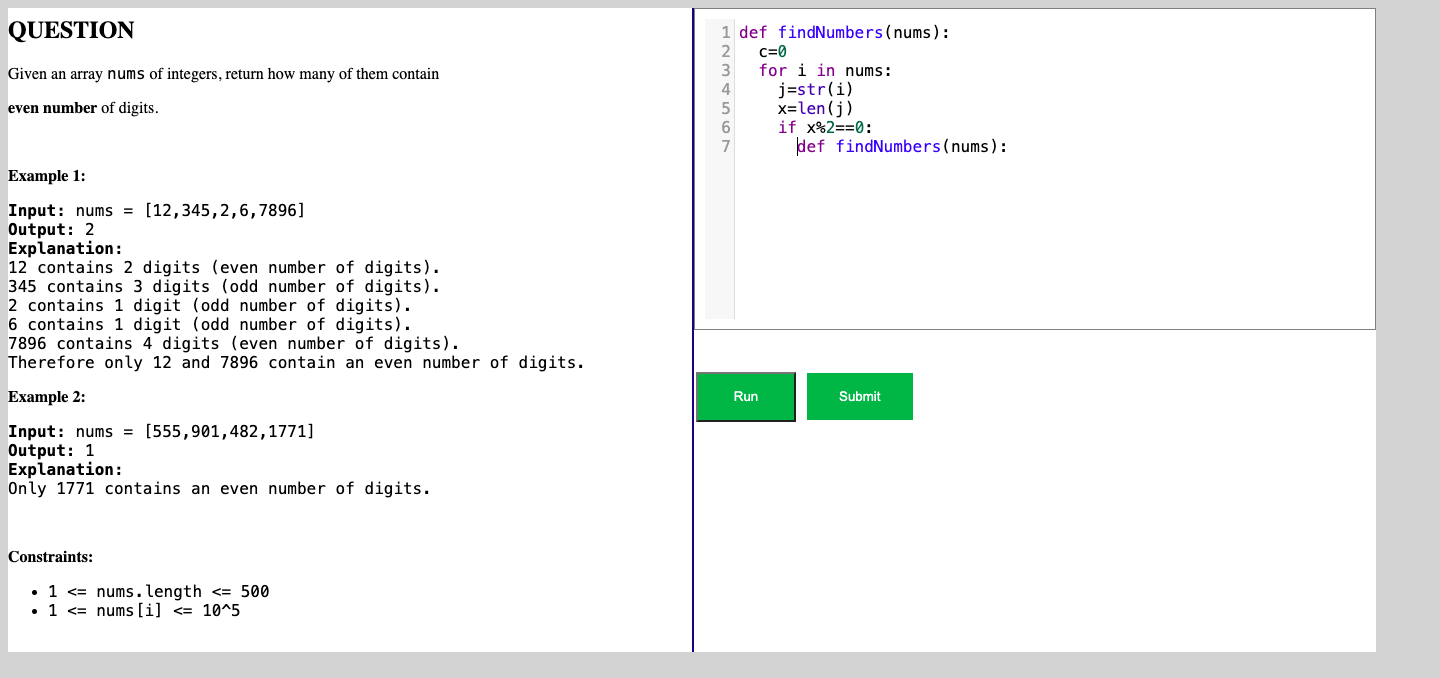 QUESTION
Given an array nums of integers, return how many of them contain
even number of digits.
Example 1:
Input: nums = [12,345,2,6,7896]
Output: 2
Explanation:
12 contains 2 digits (even number of digits).
345 contains 3 digits (odd number of digits).
2 contains 1 digit (odd number of digits).
6 contains 1 digit (odd number of digits).
7896 contains 4 digits (even number of digits).
Therefore only 12 and 7896 contain an even number of digits.
Example 2:
Input: nums = [555,901,482,1771]
Output: 1
Explanation:
Only 1771 contains an even number of digits.
Constraints:
• 1 <= nums.length <= 500
• 1 <= nums[i] <= 10^5
1 def findNumbers(nums):
2   c=0
3   for i in nums:
4     j=str(i)
5     x=len(j)
6     if x%2==0:
7       def findNumbers(nums):
Run
Submit